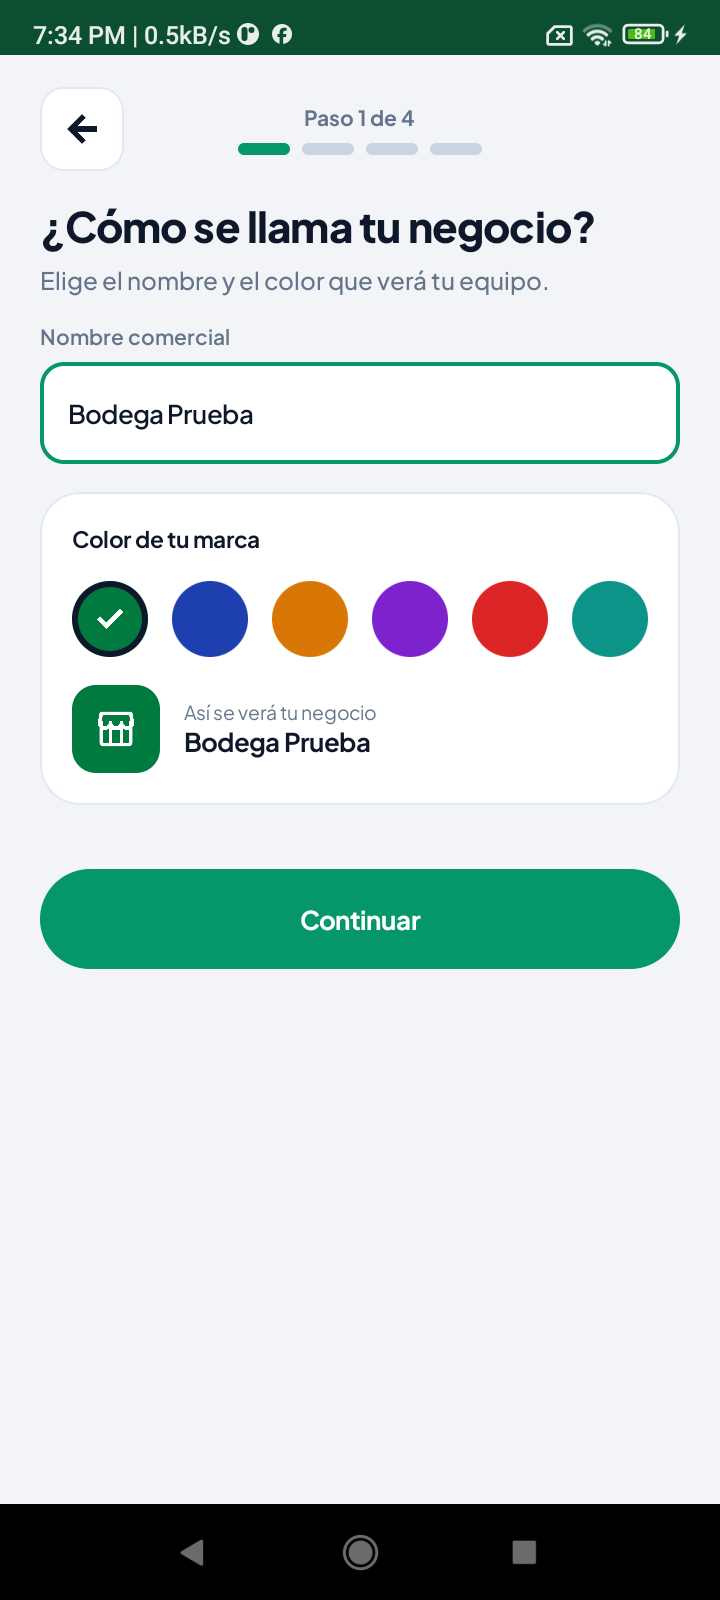 7:34 PM | 0.5kB/s
84
Paso 1 de 4
¿Cómo se llama tu negocio?
Elige el nombre y el color que verá tu equipo.
Nombre comercial
Bodega Prueba
Color de tu marca
Así se verá tu negocio
Bodega Prueba
Continuar